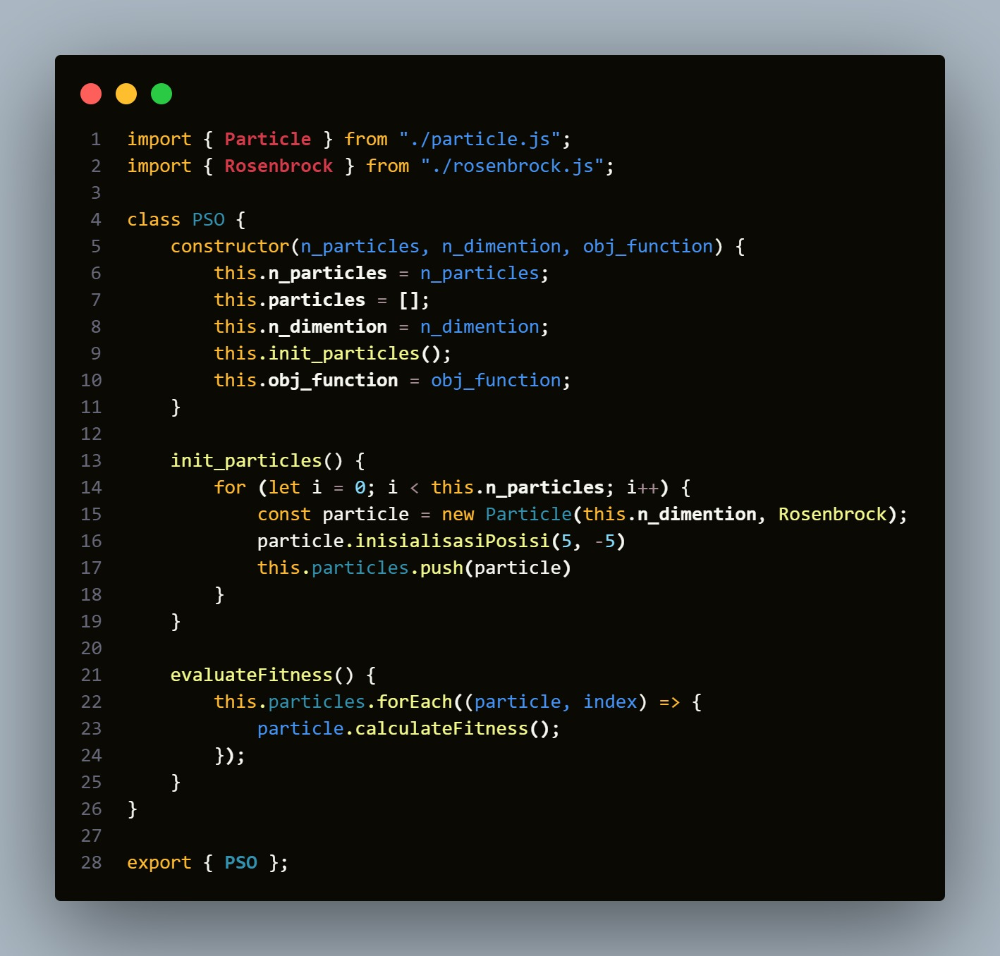 1 import { Particle } from "./particle.js";
2 import { Rosenbrock } from "./rosenbrock.js";
3
4 class PSO {
5     constructor(n_particles, n_dimention, obj_function) {
6         this.n_particles = n_particles;
7         this.particles = [];
8         this.n_dimention = n_dimention;
9         this.init_particles();
10         this.obj_function = obj_function;
11     }
12
13     init_particles() {
14         for (let i = 0; i < this.n_particles; i++) {
15             const particle = new Particle(this.n_dimention, Rosenbrock);
16             particle.inisialisasiPosisi(5, -5)
17             this.particles.push(particle)
18         }
19     }
20
21     evaluateFitness() {
22         this.particles.forEach((particle, index) => {
23             particle.calculateFitness();
24         });
25     }
26 }
27
28 export { PSO };